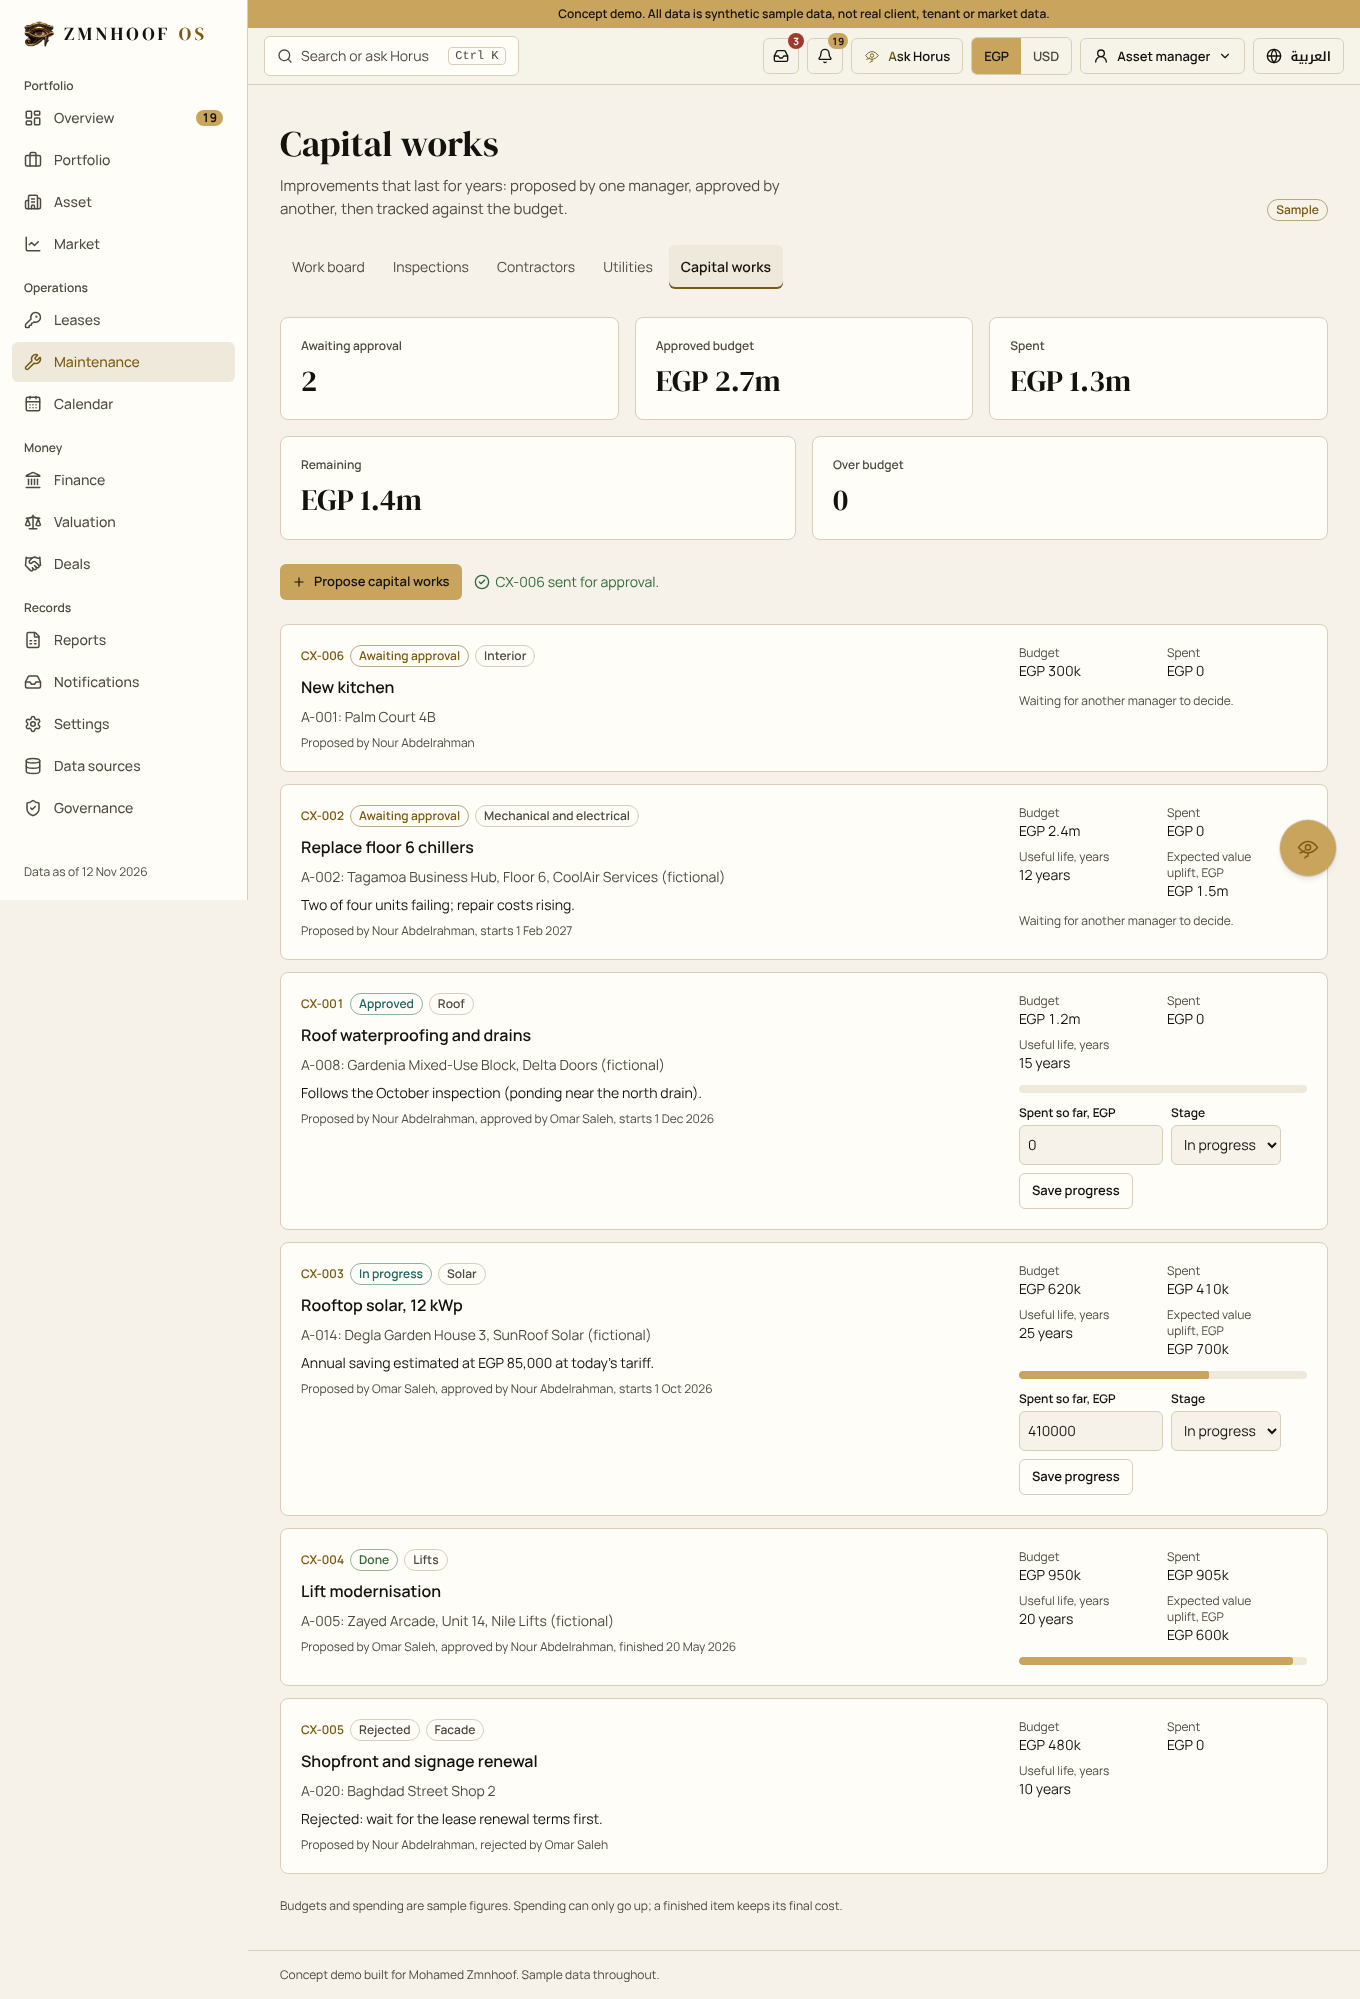 ZMNHOOF OS
Portfolio
Overview 19
Portfolio
Asset
Market
Operations
Leases
Maintenance
Calendar
Money
Finance
Valuation
Deals
Records
Reports
Notifications
Settings
Data sources
Governance
Data as of 12 Nov 2026
Concept demo. All data is synthetic sample data, not real client, tenant or market data.
Search or ask Horus Ctrl K
3
19
Ask Horus
EGP USD
Asset manager
العربية
Capital works
Improvements that last for years: proposed by one manager, approved by
another, then tracked against the budget.
Sample
Work board Inspections Contractors Utilities Capital works
Awaiting approval
2
Approved budget
EGP 2.7m
Spent
EGP 1.3m
Remaining
EGP 1.4m
Over budget
0
Propose capital works
CX-006 sent for approval.
CX-006 Awaiting approval Interior
New kitchen
A-001: Palm Court 4B
Proposed by Nour Abdelrahman
Budget Spent
EGP 300k EGP 0
Waiting for another manager to decide.
CX-002 Awaiting approval Mechanical and electrical
Replace floor 6 chillers
A-002: Tagamoa Business Hub, Floor 6, CoolAir Services (fictional)
Two of four units failing; repair costs rising.
Proposed by Nour Abdelrahman, starts 1 Feb 2027
Budget Spent
EGP 2.4m EGP 0
Useful life, years
12 years
Expected value
uplift, EGP
EGP 1.5m
Waiting for another manager to decide.
CX-001 Approved Roof
Roof waterproofing and drains
A-008: Gardenia Mixed-Use Block, Delta Doors (fictional)
Follows the October inspection (ponding near the north drain).
Proposed by Nour Abdelrahman, approved by Omar Saleh, starts 1 Dec 2026
Budget Spent
EGP 1.2m EGP 0
Useful life, years
15 years
Spent so far, EGP Stage
0 In progress
Save progress
CX-003 In progress Solar
Rooftop solar, 12 kWp
A-014: Degla Garden House 3, SunRoof Solar (fictional)
Annual saving estimated at EGP 85,000 at today's tariff.
Proposed by Omar Saleh, approved by Nour Abdelrahman, starts 1 Oct 2026
Budget Spent
EGP 620k EGP 410k
Useful life, years
25 years
Expected value
uplift, EGP
EGP 700k
Spent so far, EGP Stage
410000 In progress
Save progress
CX-004 Done Lifts
Lift modernisation
A-005: Zayed Arcade, Unit 14, Nile Lifts (fictional)
Proposed by Omar Saleh, approved by Nour Abdelrahman, finished 20 May 2026
Budget Spent
EGP 950k EGP 905k
Useful life, years
20 years
Expected value
uplift, EGP
EGP 600k
CX-005 Rejected Facade
Shopfront and signage renewal
A-020: Baghdad Street Shop 2
Rejected: wait for the lease renewal terms first.
Proposed by Nour Abdelrahman, rejected by Omar Saleh
Budget Spent
EGP 480k EGP 0
Useful life, years
10 years
Budgets and spending are sample figures. Spending can only go up; a finished item keeps its final cost.
Concept demo built for Mohamed Zmnhoof. Sample data throughout.